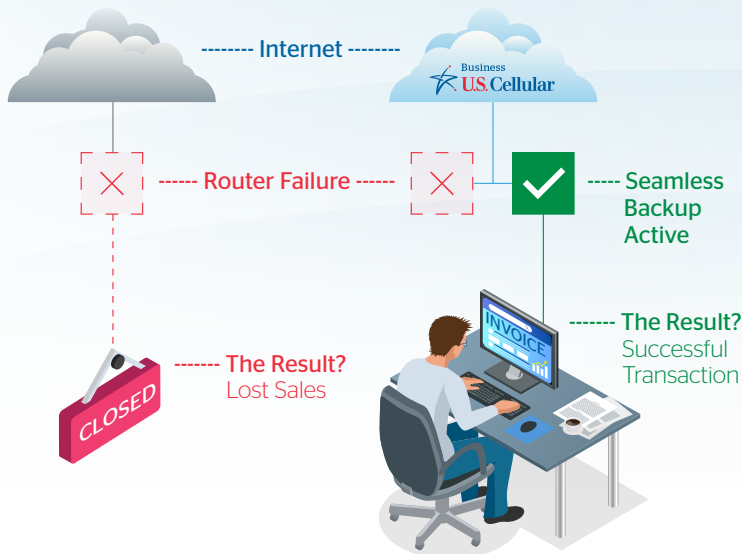 Internet
Business
U.S. Cellular
Router Failure
Seamless
Backup
Active
INVOICE
The Result?
Successful
Transaction
The Result?
Lost Sales
CLOSED